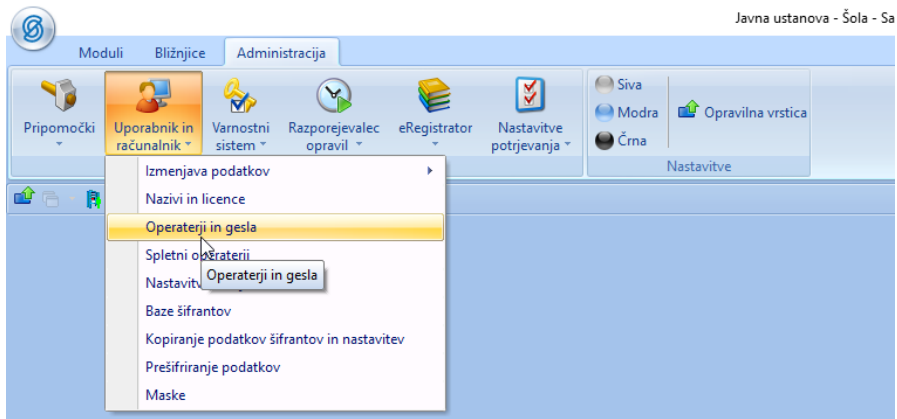 Javna ustanova - Šola - Sa
Moduli Bližnjice Administracija
Pripomočki
Uporabnik in računalnik
Varnostni sistem
Razporejevalec opravil
eRegistrator
Nastavitve potrjevanja
Siva
Modra
Črna
Opravilna vrstica
Nastavitve
Izmenjava podatkov
Nazivi in licence
Operaterji in gesla
Spletni operaterji
Operaterji in gesla
Baze šifrantov
Kopiranje podatkov šifrantov in nastavitev
Prešifriranje podatkov
Maske